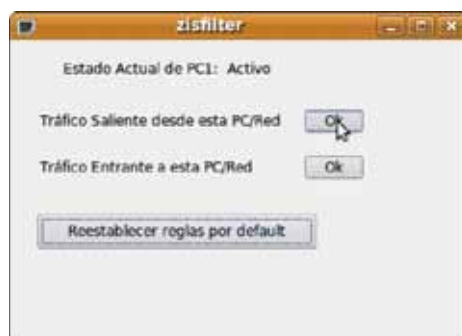 zisfilter
Estado Actual de PC1: Activo
Tráfico Saliente desde esta PC/Red Ok
Tráfico Entrante a esta PC/Red Ok
Reestablecer reglas por default